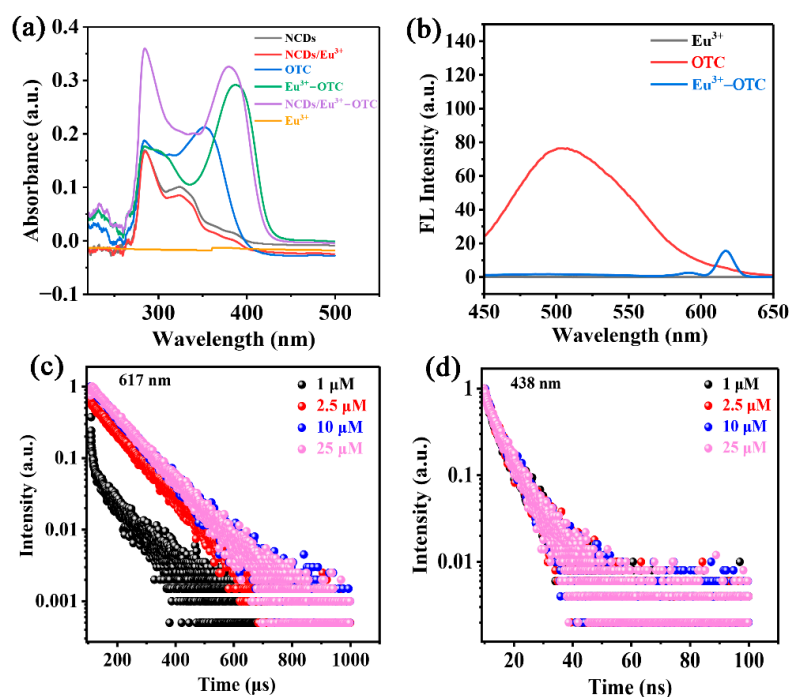 (a)
NCDs
NCDs/Eu³⁺
OTC
Eu³⁺−OTC
NCDs/Eu³⁺−OTC
Eu³⁺
Absorbance (a.u.)
0.4
0.3
0.2
0.1
0.0
−0.1
300 400 500
Wavelength (nm)
(b)
Eu³⁺
OTC
Eu³⁺−OTC
FL Intensity (a.u.)
140
120
100
80
60
40
20
0
450 500 550 600 650
Wavelength (nm)
(c)
617 nm
1 μM
2.5 μM
10 μM
25 μM
Intensity (a.u.)
1
0.1
0.01
0.001
200 400 600 800 1000
Time (μs)
(d)
438 nm
1 μM
2.5 μM
10 μM
25 μM
Intensity (a.u.)
1
0.1
0.01
20 40 60 80 100
Time (ns)